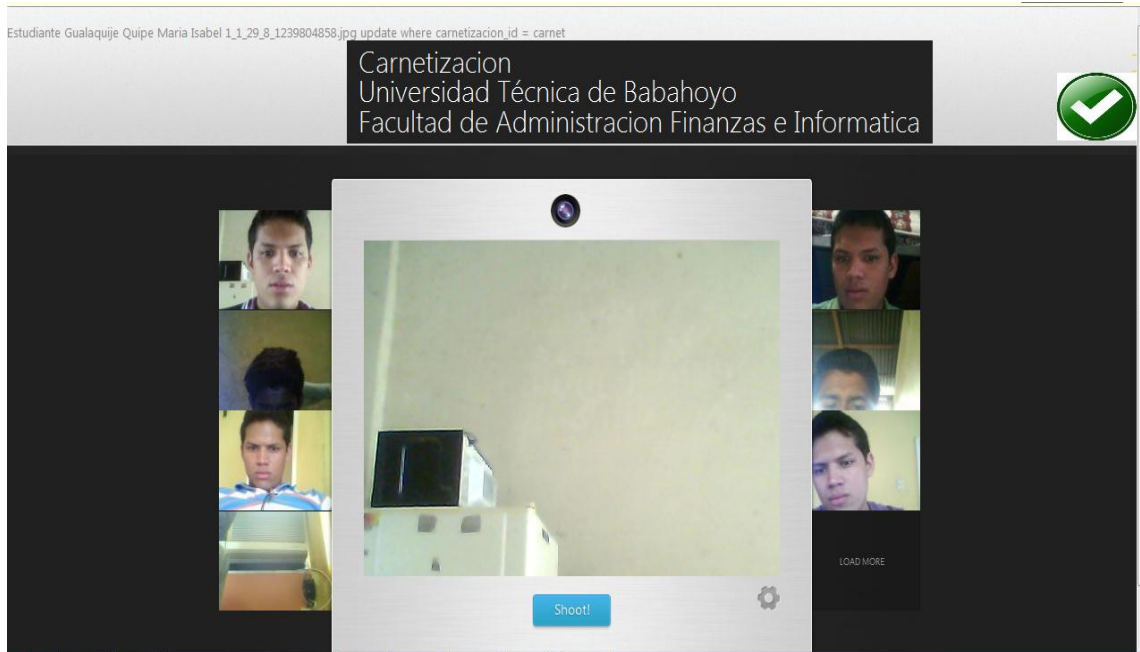 Estudiante Gualaquije Quipe Maria Isabel 1_1_29_8_1239804858.jpg update where carnetizacion_id = carnet
Carnetizacion
Universidad Técnica de Babahoyo
Facultad de Administracion Finanzas e Informatica
LOAD MORE
Shoot!